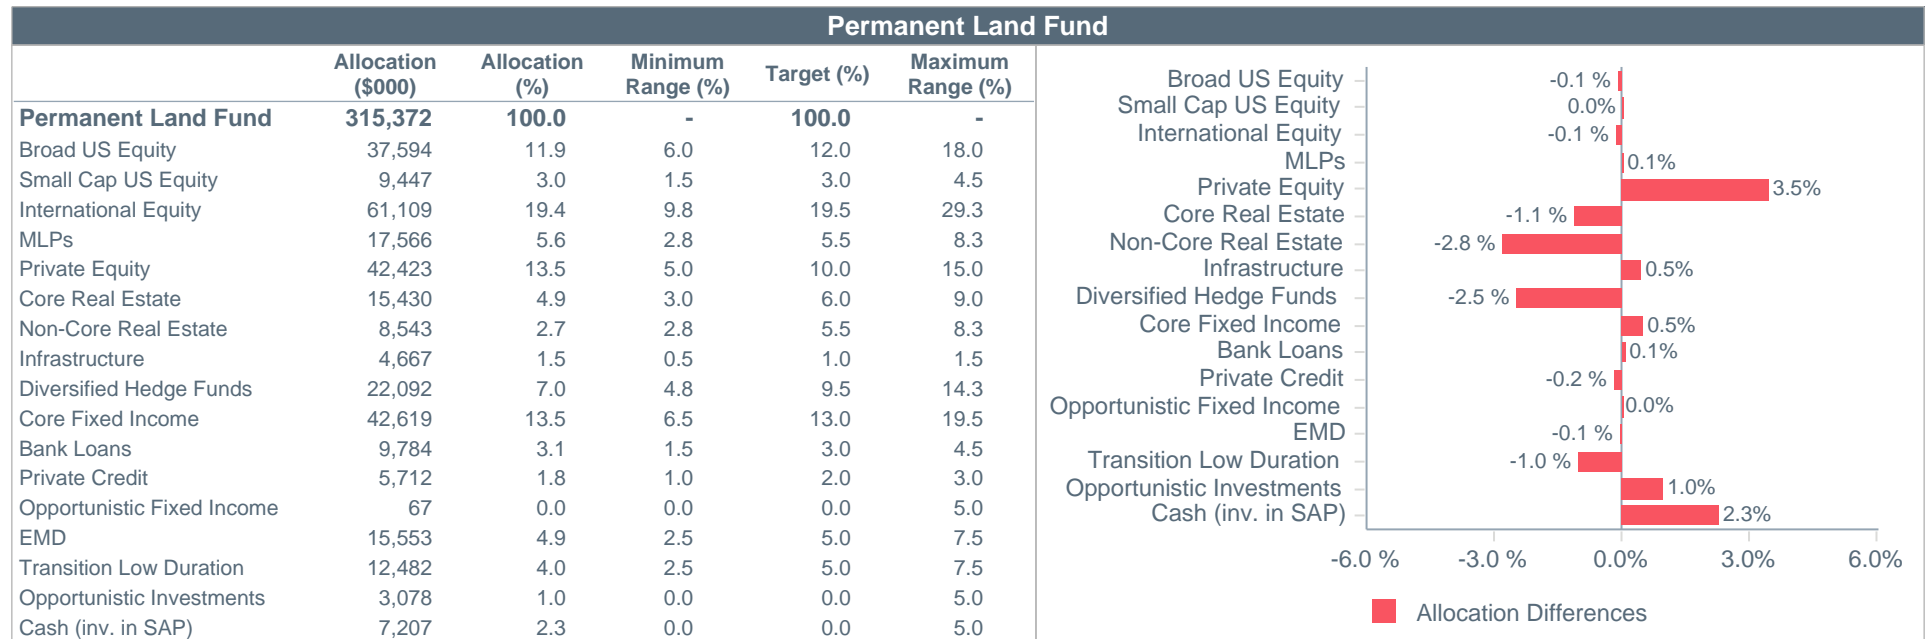 Permanent Land Fund
Allocation ($000) Allocation (%) Minimum Range (%) Target (%) Maximum Range (%)
Permanent Land Fund 315,372 100.0 - 100.0 -
Broad US Equity 37,594 11.9 6.0 12.0 18.0
Small Cap US Equity 9,447 3.0 1.5 3.0 4.5
International Equity 61,109 19.4 9.8 19.5 29.3
MLPs 17,566 5.6 2.8 5.5 8.3
Private Equity 42,423 13.5 5.0 10.0 15.0
Core Real Estate 15,430 4.9 3.0 6.0 9.0
Non-Core Real Estate 8,543 2.7 2.8 5.5 8.3
Infrastructure 4,667 1.5 0.5 1.0 1.5
Diversified Hedge Funds 22,092 7.0 4.8 9.5 14.3
Core Fixed Income 42,619 13.5 6.5 13.0 19.5
Bank Loans 9,784 3.1 1.5 3.0 4.5
Private Credit 5,712 1.8 1.0 2.0 3.0
Opportunistic Fixed Income 67 0.0 0.0 0.0 5.0
EMD 15,553 4.9 2.5 5.0 7.5
Transition Low Duration 12,482 4.0 2.5 5.0 7.5
Opportunistic Investments 3,078 1.0 0.0 0.0 5.0
Cash (inv. in SAP) 7,207 2.3 0.0 0.0 5.0
Broad US Equity -0.1 %
Small Cap US Equity 0.0%
International Equity -0.1 %
MLPs 0.1%
Private Equity 3.5%
Core Real Estate -1.1 %
Non-Core Real Estate -2.8 %
Infrastructure 0.5%
Diversified Hedge Funds -2.5 %
Core Fixed Income 0.5%
Bank Loans 0.1%
Private Credit -0.2 %
Opportunistic Fixed Income 0.0%
EMD -0.1 %
Transition Low Duration -1.0 %
Opportunistic Investments 1.0%
Cash (inv. in SAP) 2.3%
-6.0 % -3.0 % 0.0% 3.0% 6.0%
Allocation Differences